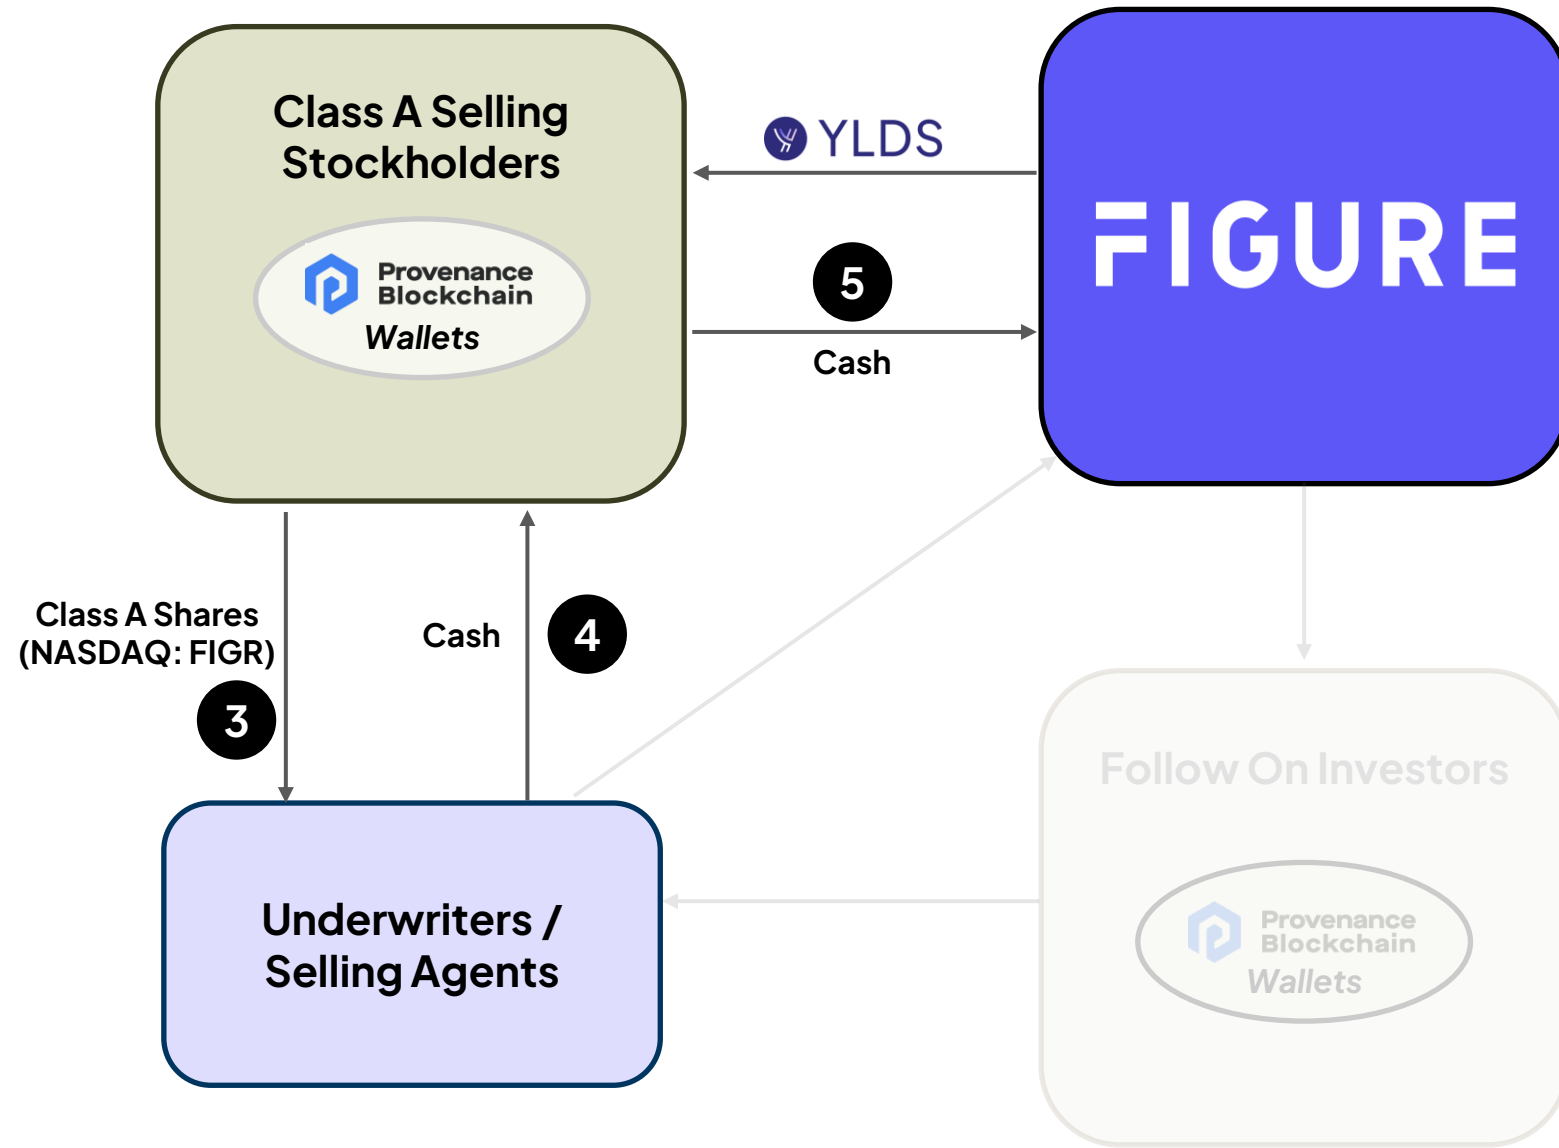 Class A Selling
Stockholders
Provenance
Blockchain
Wallets
YLDS
5
Cash
FIGURE
Class A Shares
(NASDAQ: FIGR)
3
Cash
4
Underwriters /
Selling Agents
Follow On Investors
Provenance
Blockchain
Wallets